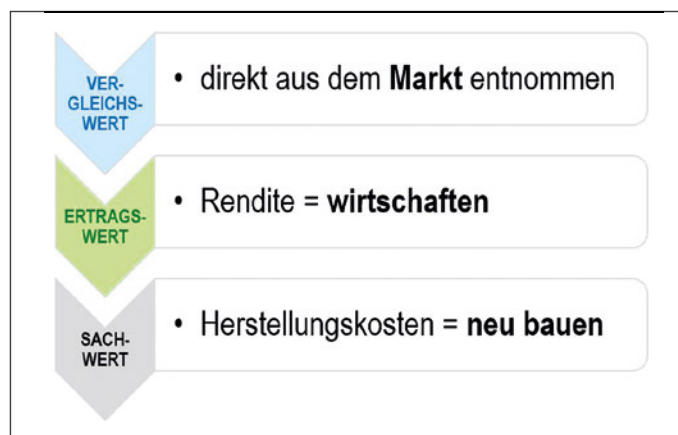 VER-
GLEICHS-
WERT
• direkt aus dem Markt entnommen
ERTRAGS-
WERT
• Rendite = wirtschaften
SACH-
WERT
• Herstellungskosten = neu bauen